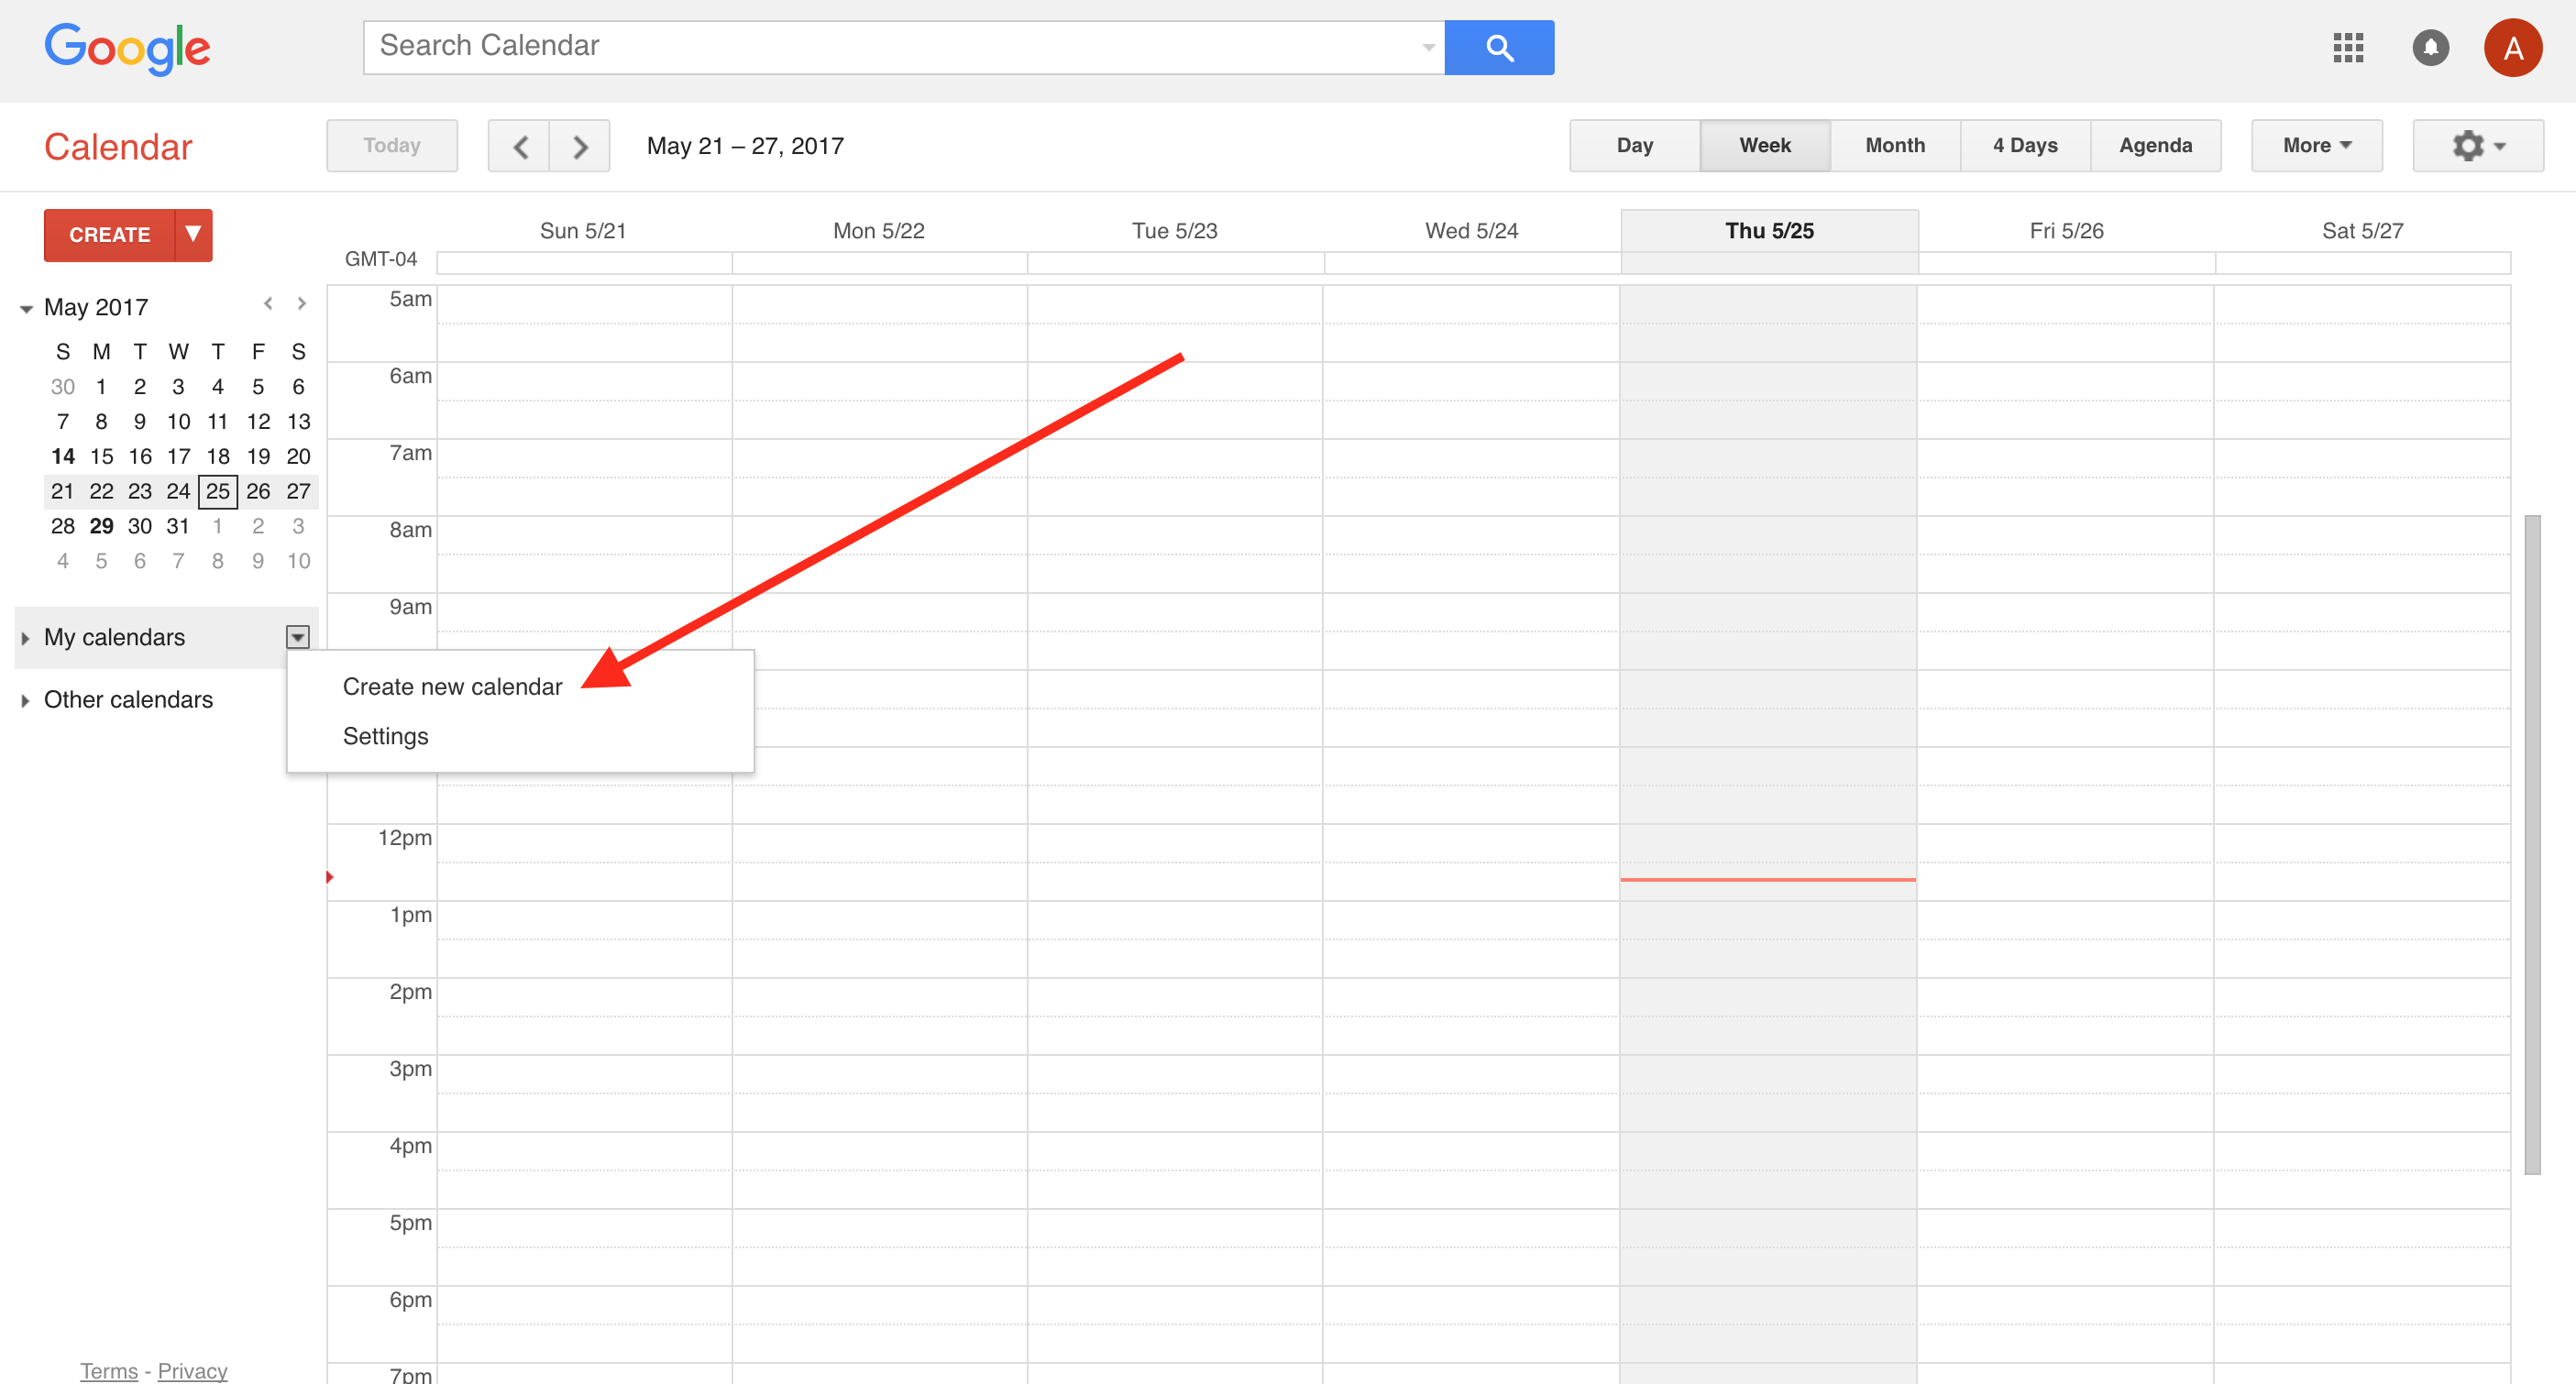 Google
Search Calendar
A
Calendar
Today
May 21 – 27, 2017
Day Week Month 4 Days Agenda More
CREATE
May 2017
S M T W T F S
30 1 2 3 4 5 6
7 8 9 10 11 12 13
14 15 16 17 18 19 20
21 22 23 24 25 26 27
28 29 30 31 1 2 3
4 5 6 7 8 9 10
My calendars
Other calendars
Create new calendar
Settings
Sun 5/21 Mon 5/22 Tue 5/23 Wed 5/24 Thu 5/25 Fri 5/26 Sat 5/27
GMT-04
5am
6am
7am
8am
9am
12pm
1pm
2pm
3pm
4pm
5pm
6pm
7pm
Terms - Privacy